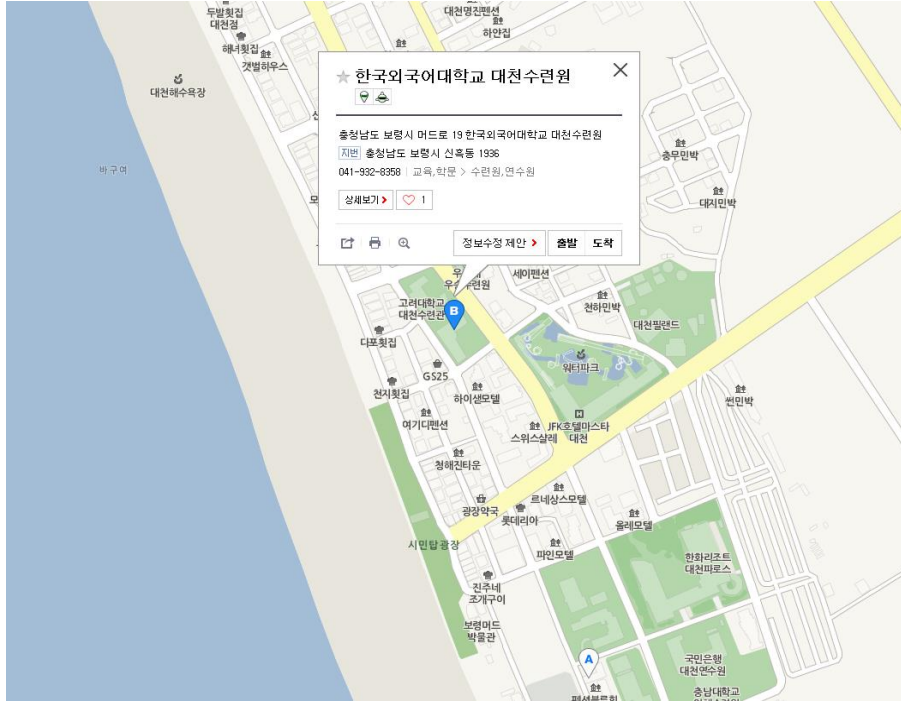 두발횟집
대천점
해녀횟집
갯벌하우스
대천해수욕장
바구여
대천명진펜션
하얀집
한국외국어대학교 대천수련원
충청남도 보령시 머드로 19 한국외국어대학교 대천수련원
지번 충청남도 보령시 신흑동 1936
041-932-8358 | 교육,학문 > 수련원,연수원
상세보기 >
1
정보수정 제안 >
출발
도착
충무민박
대지민박
세이펜션
고려대학교
대천수련관
B
천하민박
대천필랜드
다포횟집
워터파크
GS25
천지횟집
하이생모텔
썬민박
여기디펜션
스위스샬레
JFK호텔마스타
대천
청해진티운
르네상스모텔
광장약국
롯데리아
올레모텔
시민탑광장
파인모텔
한화리조트
대천파로스
진주네
조개구이
보령머드
박물관
A
국민은행
대천연수원
충남대학교